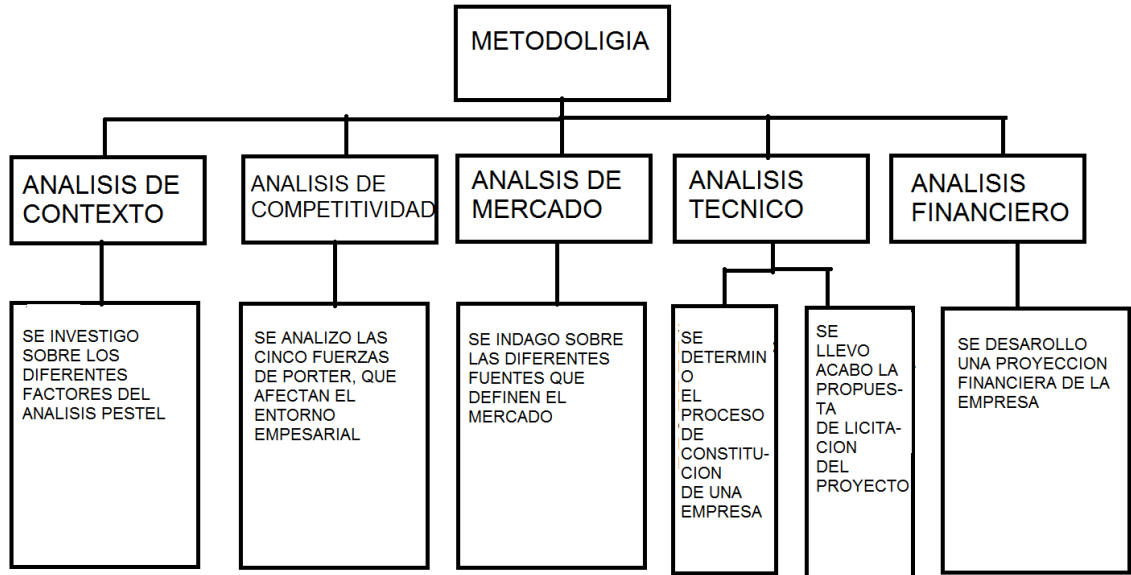 METODOLIGIA
ANALISIS DE
CONTEXTO
ANALISIS DE
COMPETITIVIDAD
ANALSIS DE
MERCADO
ANALISIS
TECNICO
ANALISIS
FINANCIERO
SE INVESTIGO
SOBRE LOS
DIFERENTES
FACTORES DEL
ANALISIS PESTEL
SE ANALIZO LAS
CINCO FUERZAS
DE PORTER, QUE
AFECTAN EL
ENTORNO
EMPESARIAL
SE INDAGO SOBRE
LAS DIFERENTES
FUENTES QUE
DEFINEN EL
MERCADO
SE
DETERMIN
O
EL
PROCESO
DE
CONSTITU-
CION
DE UNA
EMPRESA
SE
LLEVO
ACABO LA
PROPUES-
TA
DE LICITA-
CION
DEL
PROYECTO
SE DESAROLLO
UNA PROYECCION
FINANCIERA DE LA
EMPRESA